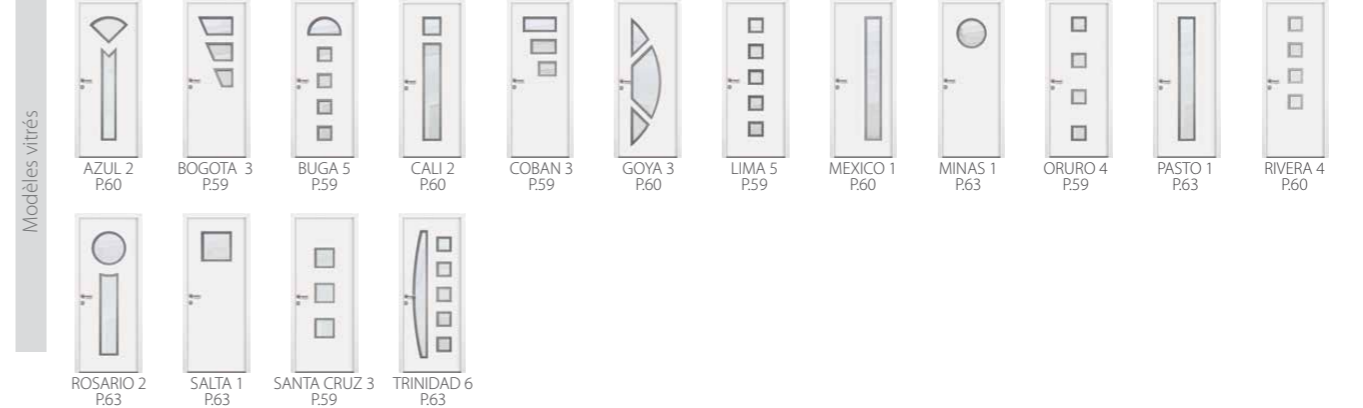 Modèles vitrés
AZUL 2
P.60
BOGOTA 3
P.59
BUGA 5
P.59
CALI 2
P.60
COBAN 3
P.59
GOYA 3
P.60
LIMA 5
P.59
MEXICO 1
P.60
MINAS 1
P.63
ORURO 4
P.59
PASTO 1
P.63
RIVERA 4
P.60
ROSARIO 2
P.63
SALTA 1
P.63
SANTA CRUZ 3
P.59
TRINIDAD 6
P.63